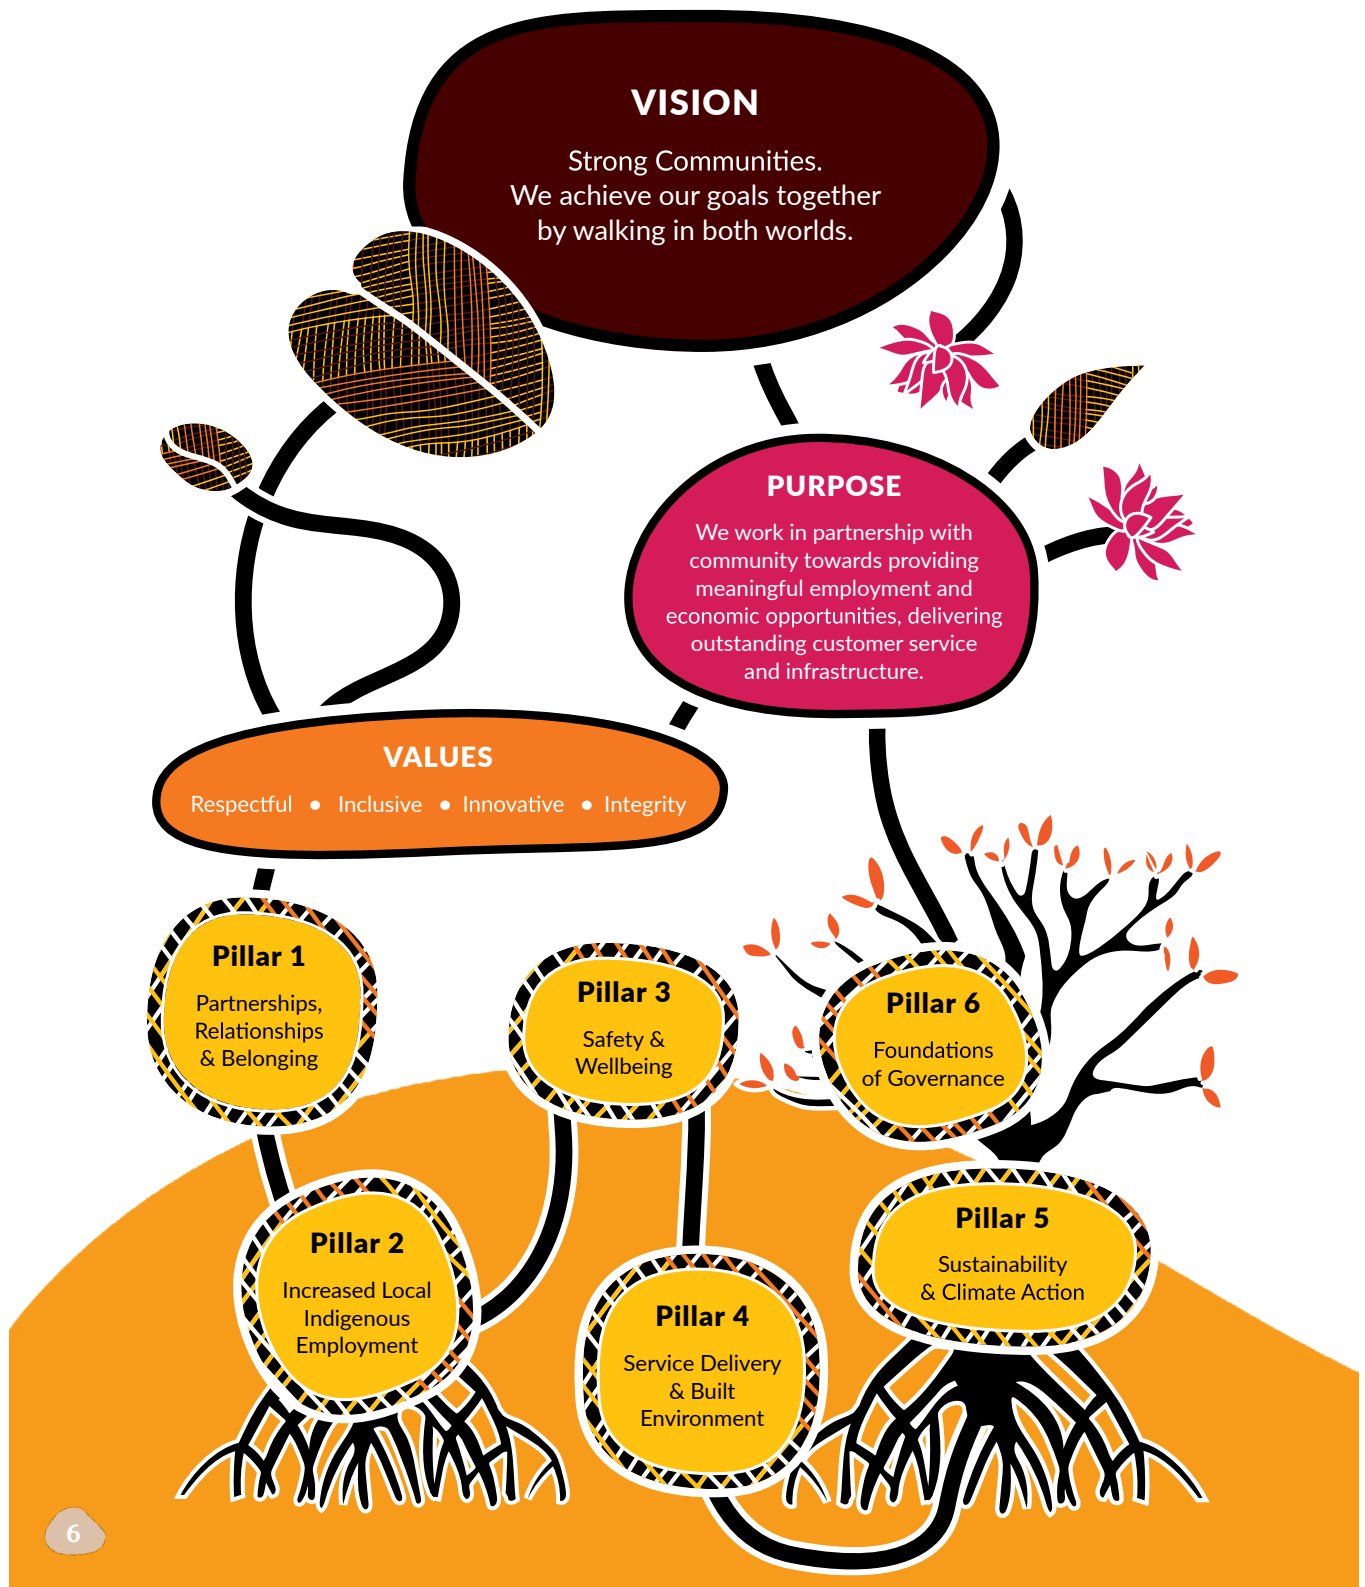 VISION
Strong Communities.
We achieve our goals together
by walking in both worlds.
PURPOSE
We work in partnership with
community towards providing
meaningful employment and
economic opportunities, delivering
outstanding customer service
and infrastructure.
VALUES
Respectful • Inclusive • Innovative • Integrity
Pillar 1
Partnerships,
Relationships
& Belonging
Pillar 2
Increased Local
Indigenous
Employment
Pillar 3
Safety &
Wellbeing
Pillar 4
Service Delivery
& Built
Environment
Pillar 5
Sustainability
& Climate Action
Pillar 6
Foundations
of Governance
6